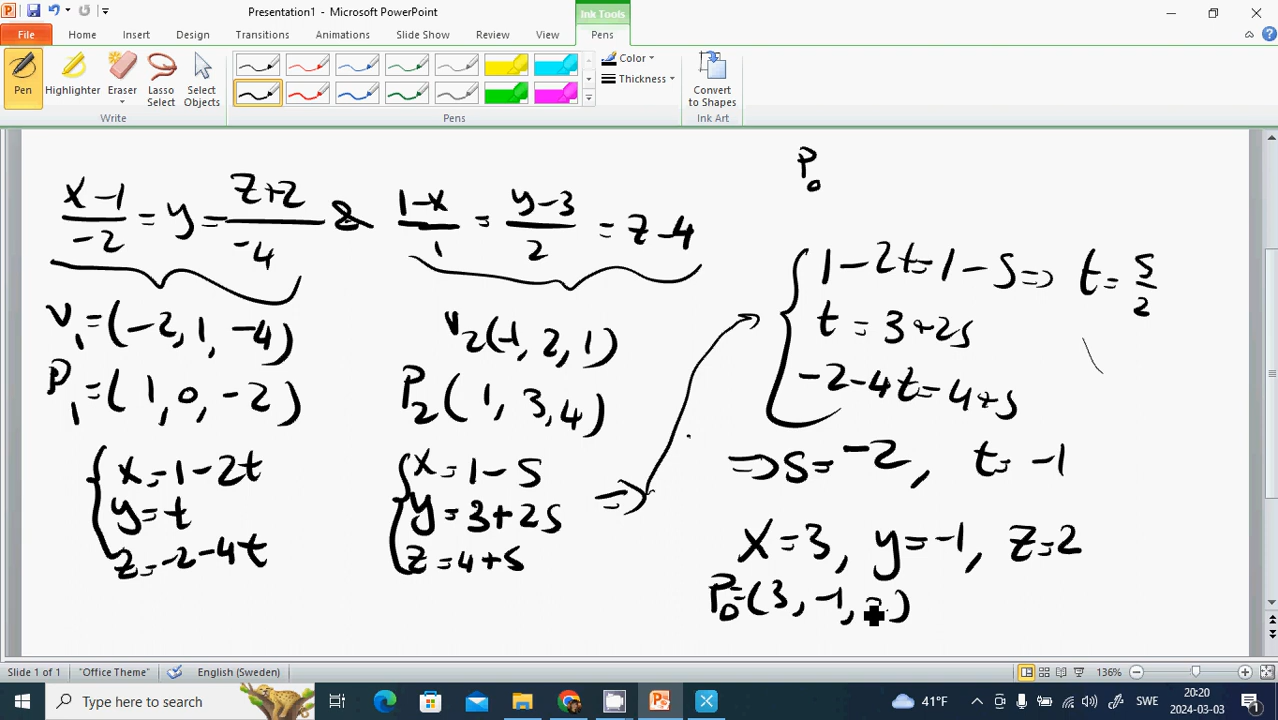 Presentation1 - Microsoft PowerPoint
Ink Tools
File Home Insert Design Transitions Animations Slide Show Review View Pens
Pen Highlighter Eraser Lasso Select Select Objects
Color
Thickness
Convert to Shapes
Write Pens Ink Art
P₀
(x-1)/-2 = y = (z+2)/-4 & (1-x)/1 = (y-3)/2 = z-4
V₁=(-2, 1, -4)
P₁=(1, 0, -2)
x=1-2t
y=t
z=-2-4t
V₂(-1, 2, 1)
P₂(1, 3, 4)
x=1-s
y=3+2s
z=4+s
⇒
1-2t=1-s ⇒ t=s/2
t=3+2s
-2-4t=4+s
⇒ s=-2, t=-1
x=3, y=-1, z=2
P₀=(3, -1, 2)
Slide 1 of 1 "Office Theme" English (Sweden) 136%
Type here to search
41°F SWE 20:20
2024-03-03